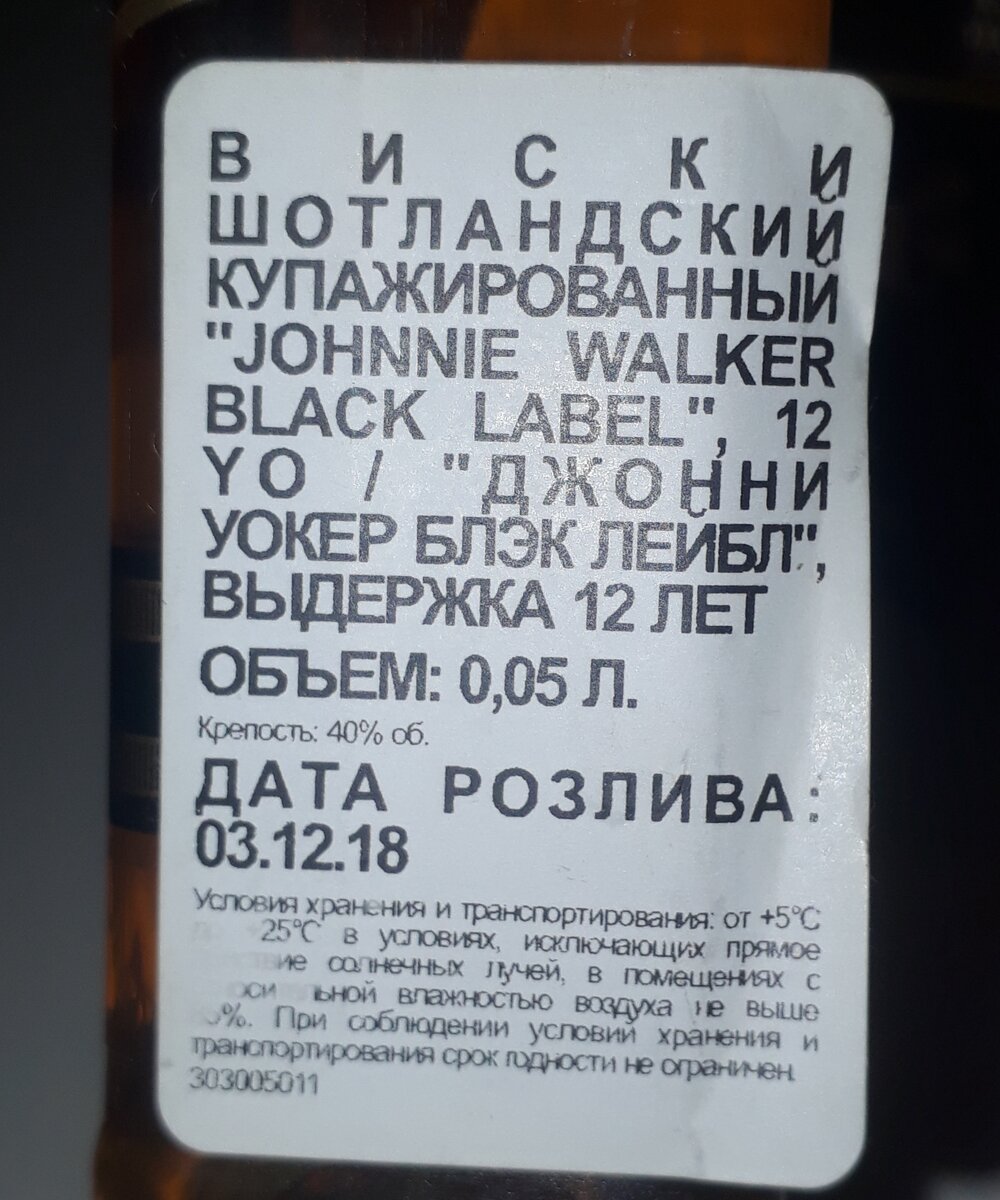 ВИСКИ
ШОТЛАНДСКИЙ
КУПАЖИРОВАННЫЙ
"JOHNNIE WALKER
BLACK LABEL", 12
YO / "ДЖОННИ
УОКЕР БЛЭК ЛЕЙБЛ",
ВЫДЕРЖКА 12 ЛЕТ
ОБЪЕМ: 0,05 Л.
Крепость: 40% об.
ДАТА РОЗЛИВА:
03.12.18
Условия хранения и транспортирования: от +5°C
25°C в условиях, исключающих прямое
солнечных лучей, в помещениях с
влажностью воздуха не выше
При соблюдении условий хранения и
транспортирования срок годности не ограничен.
303005011